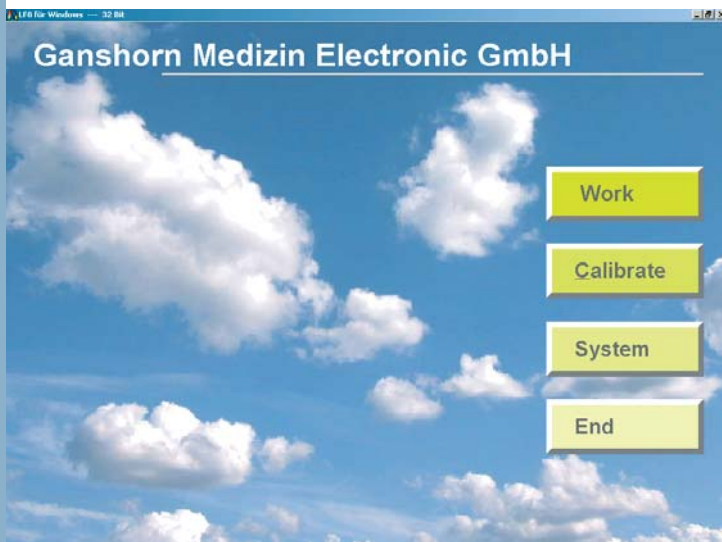 LF8 für Windows --- 32 Bit
Ganshorn Medizin Electronic GmbH
Work
Calibrate
System
End